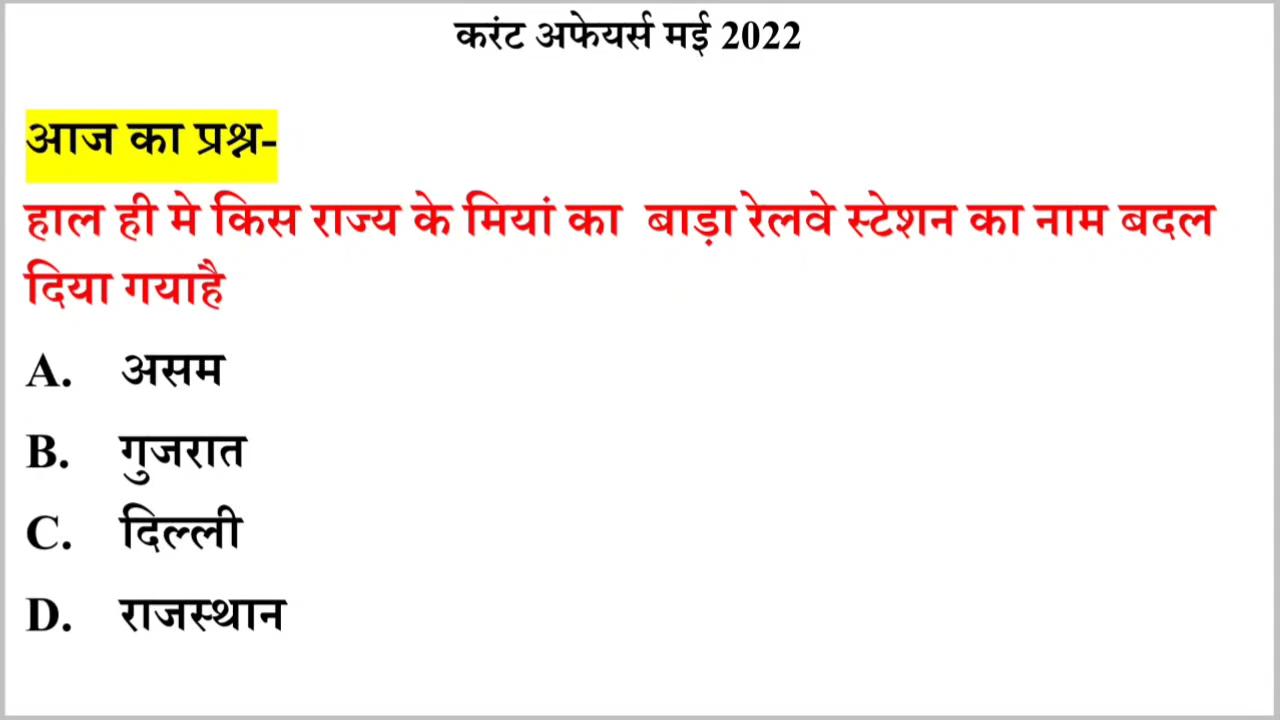 करंट अफेयर्स मई 2022
आज का प्रश्न-
हाल ही मे किस राज्य के मियां का बाड़ा रेलवे स्टेशन का नाम बदल
दिया गयाहै
A. असम
B. गुजरात
C. दिल्ली
D. राजस्थान